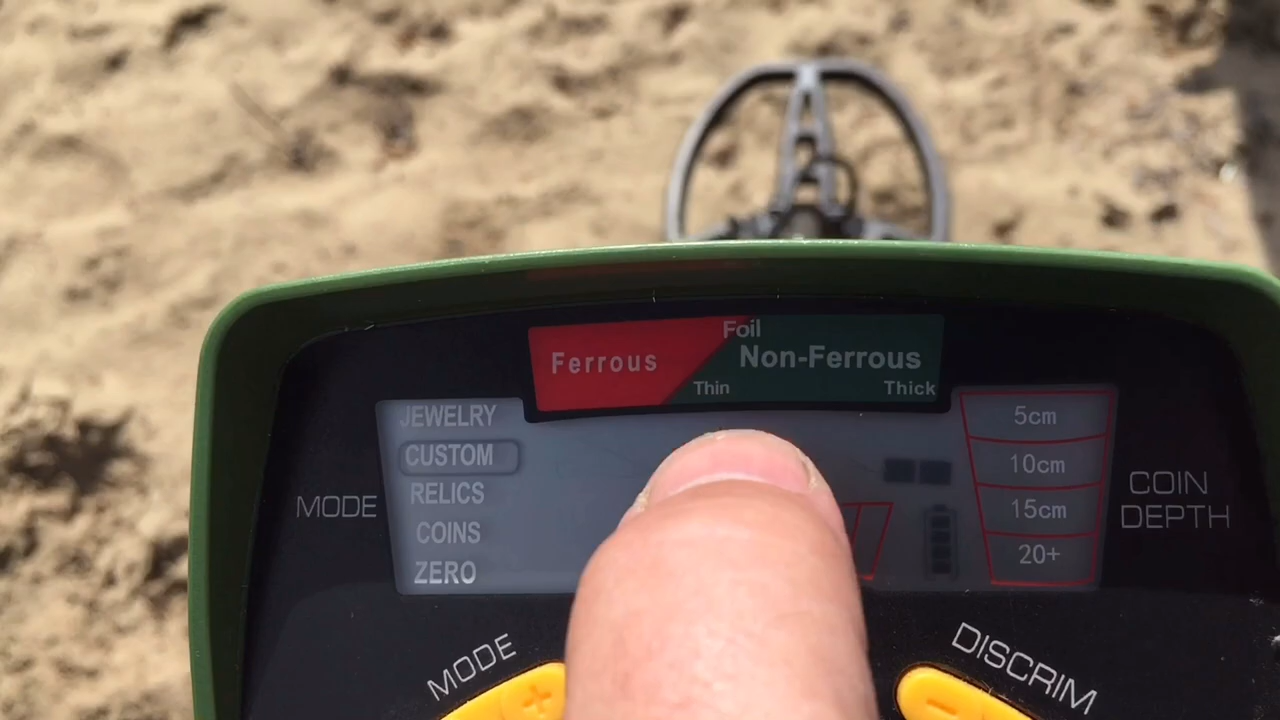 Foil
Ferrous
Non-Ferrous
Thin
Thick
JEWELRY
CUSTOM
RELICS
COINS
ZERO
MODE
5cm
10cm
15cm
20+
COIN
DEPTH
MODE
+
DISCRIM
-